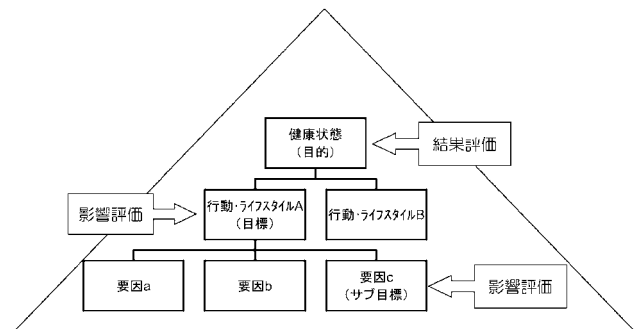 健康状態
(目的)
結果評価
影響評価
行動・ライフスタイルA
(目標)
行動・ライフスタイルB
要因a
要因b
要因c
(サブ目標)
影響評価